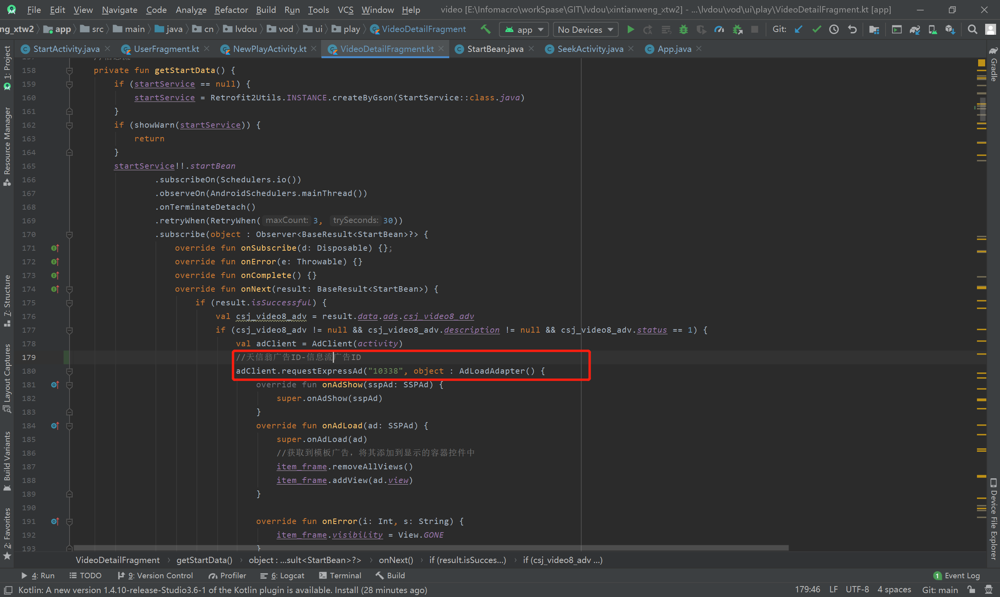 File Edit View Navigate Code Analyze Refactor Build Run Tools VCS Window Help video [E:\Infomacro\workSpase\GIT\lvdou\xintianweng_xtw2] - ...\lvdou\vod\ui\play\VideoDetailFragment.kt [app]
ng_xtw2 app src main java cn lvdou vod ui play VideoDetailFragment app No Devices Git:
StartActivity.java UserFragment.kt NewPlayActivity.kt VideoDetailFragment.kt StartBean.java SeekActivity.java App.java
1: Project
Resource Manager
7: Structure
Layout Captures
Build Variants
2: Favorites
158 private fun getStartData() {
159 if (startService == null) {
160 startService = Retrofit2Utils.INSTANCE.createByGson(StartService::class.java)
161 }
162 if (showWarn(startService)) {
163 return
164 }
165 startService!!.startBean
166 .subscribeOn(Schedulers.io())
167 .observeOn(AndroidSchedulers.mainThread())
168 .onTerminateDetach()
169 .retryWhen(RetryWhen( maxCount: 3, trySeconds: 30))
170 .subscribe(object : Observer<BaseResult<StartBean>?> {
171 override fun onSubscribe(d: Disposable) {};
172 override fun onError(e: Throwable) {}
173 override fun onComplete() {}
174 override fun onNext(result: BaseResult<StartBean>) {
175 if (result.isSuccessful) {
176 val csj_video8_adv = result.data.ads.csj_video8_adv
177 if (csj_video8_adv != null && csj_video8_adv.description != null && csj_video8_adv.status == 1) {
178 val adClient = AdClient(activity)
179 //天信翁广告ID-信息流广告ID
180 adClient.requestExpressAd("10338", object : AdLoadAdapter() {
181 override fun onAdShow(sspAd: SSPAd) {
182 super.onAdShow(sspAd)
183 }
184 override fun onAdLoad(ad: SSPAd) {
185 super.onAdLoad(ad)
186 //获取到模板广告，将其添加到显示的容器控件中
187 item_frame.removeAllViews()
188 item_frame.addView(ad.view)
189 }
190
191 override fun onError(i: Int, s: String) {
192 item_frame.visibility = View.GONE
193 }
Gradle
Device File Explorer
VideoDetailFragment › getStartData() › object : ...sult<StartBean>?> › onNext() › if (result.isSucces...) › if (csj_video8_adv ...)
4: Run TODO 9: Version Control Profiler 6: Logcat Terminal Build 1 Event Log
Kotlin: A new version 1.4.10-release-Studio3.6-1 of the Kotlin plugin is available. Install (28 minutes ago) 179:46 LF UTF-8 4 spaces Git: main